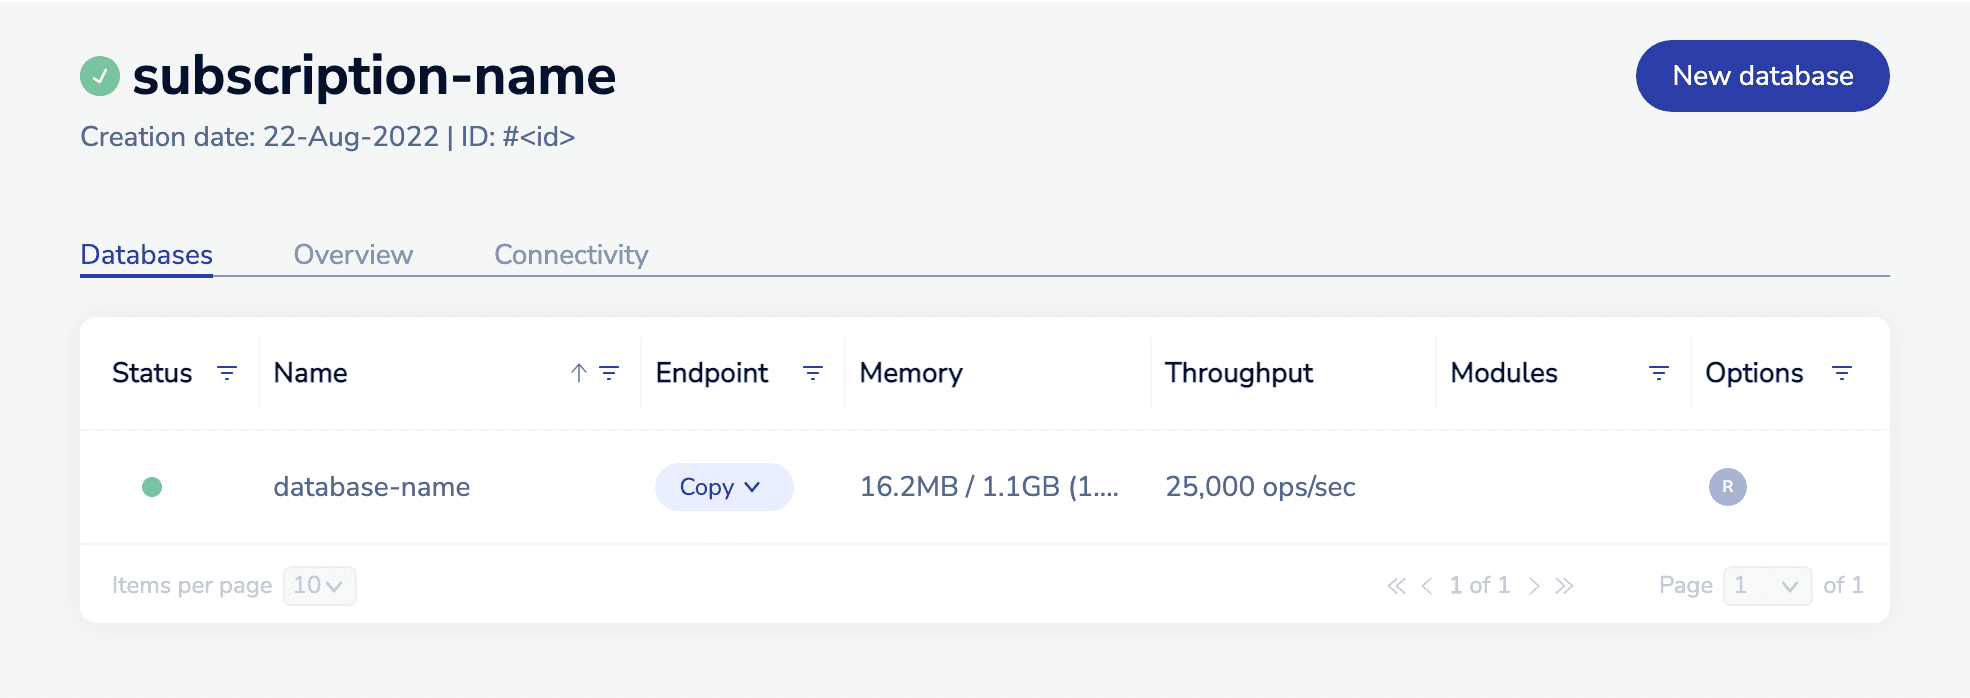 subscription-name
New database
Creation date: 22-Aug-2022 | ID: #<id>
Databases Overview Connectivity
Status Name Endpoint Memory Throughput Modules Options
database-name Copy 16.2MB / 1.1GB (1.... 25,000 ops/sec R
Items per page 10 1 of 1 Page 1 of 1